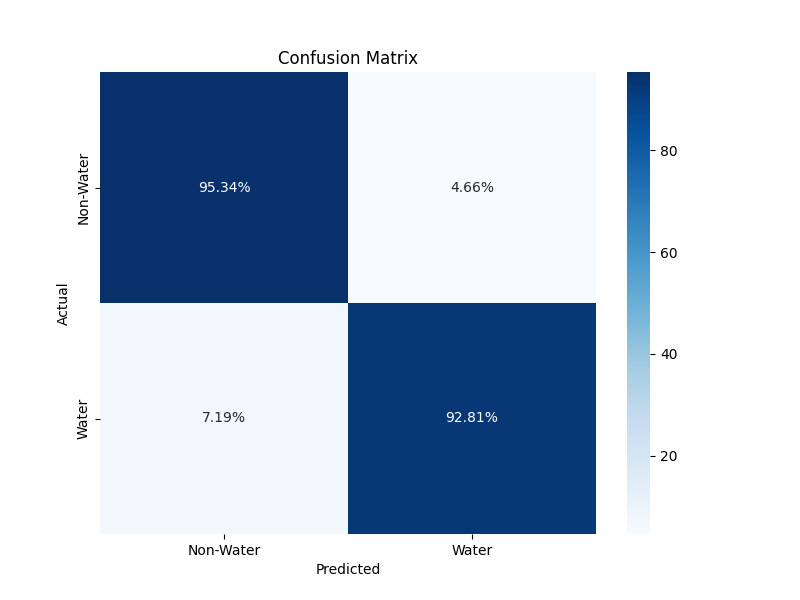 Confusion Matrix
Actual
Non-Water
95.34%
4.66%
Water
7.19%
92.81%
Non-Water
Water
Predicted
80
60
40
20